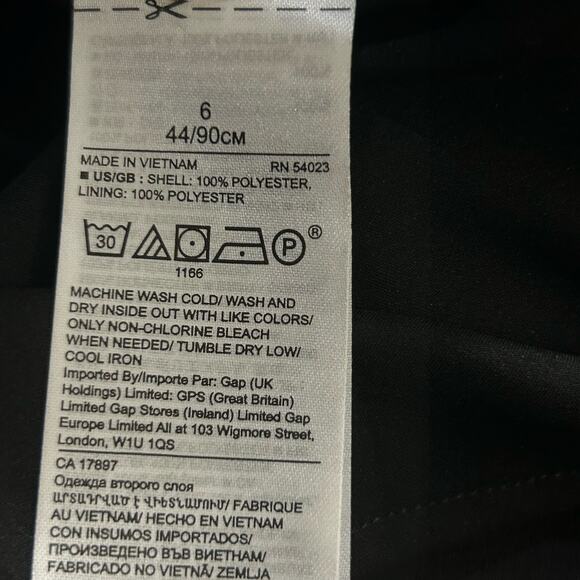 6
44/90CM
MADE IN VIETNAM RN 54023
■ US/GB : SHELL: 100% POLYESTER,
LINING: 100% POLYESTER
30 P ®
1166
MACHINE WASH COLD/ WASH AND
DRY INSIDE OUT WITH LIKE COLORS/
ONLY NON-CHLORINE BLEACH
WHEN NEEDED/ TUMBLE DRY LOW/
COOL IRON
Imported By/Importe Par: Gap (UK
Holdings) Limited: GPS (Great Britain)
Limited Gap Stores (Ireland) Limited Gap
Europe Limited All at 103 Wigmore Street,
London, W1U 1QS
CA 17897
Одежда второго слоя
ԱՐՏԱԴՐՎԱԾ Է ՎԻԵՏՆԱՄՈՒՄ/ FABRIQUE
AU VIETNAM/ HECHO EN VIETNAM
CON INSUMOS IMPORTADOS/
ПРОИЗВЕДЕНО ВЪВ ВИЕТНАМ/
FABRICADO NO VIETNÃ/ ZEMLJA